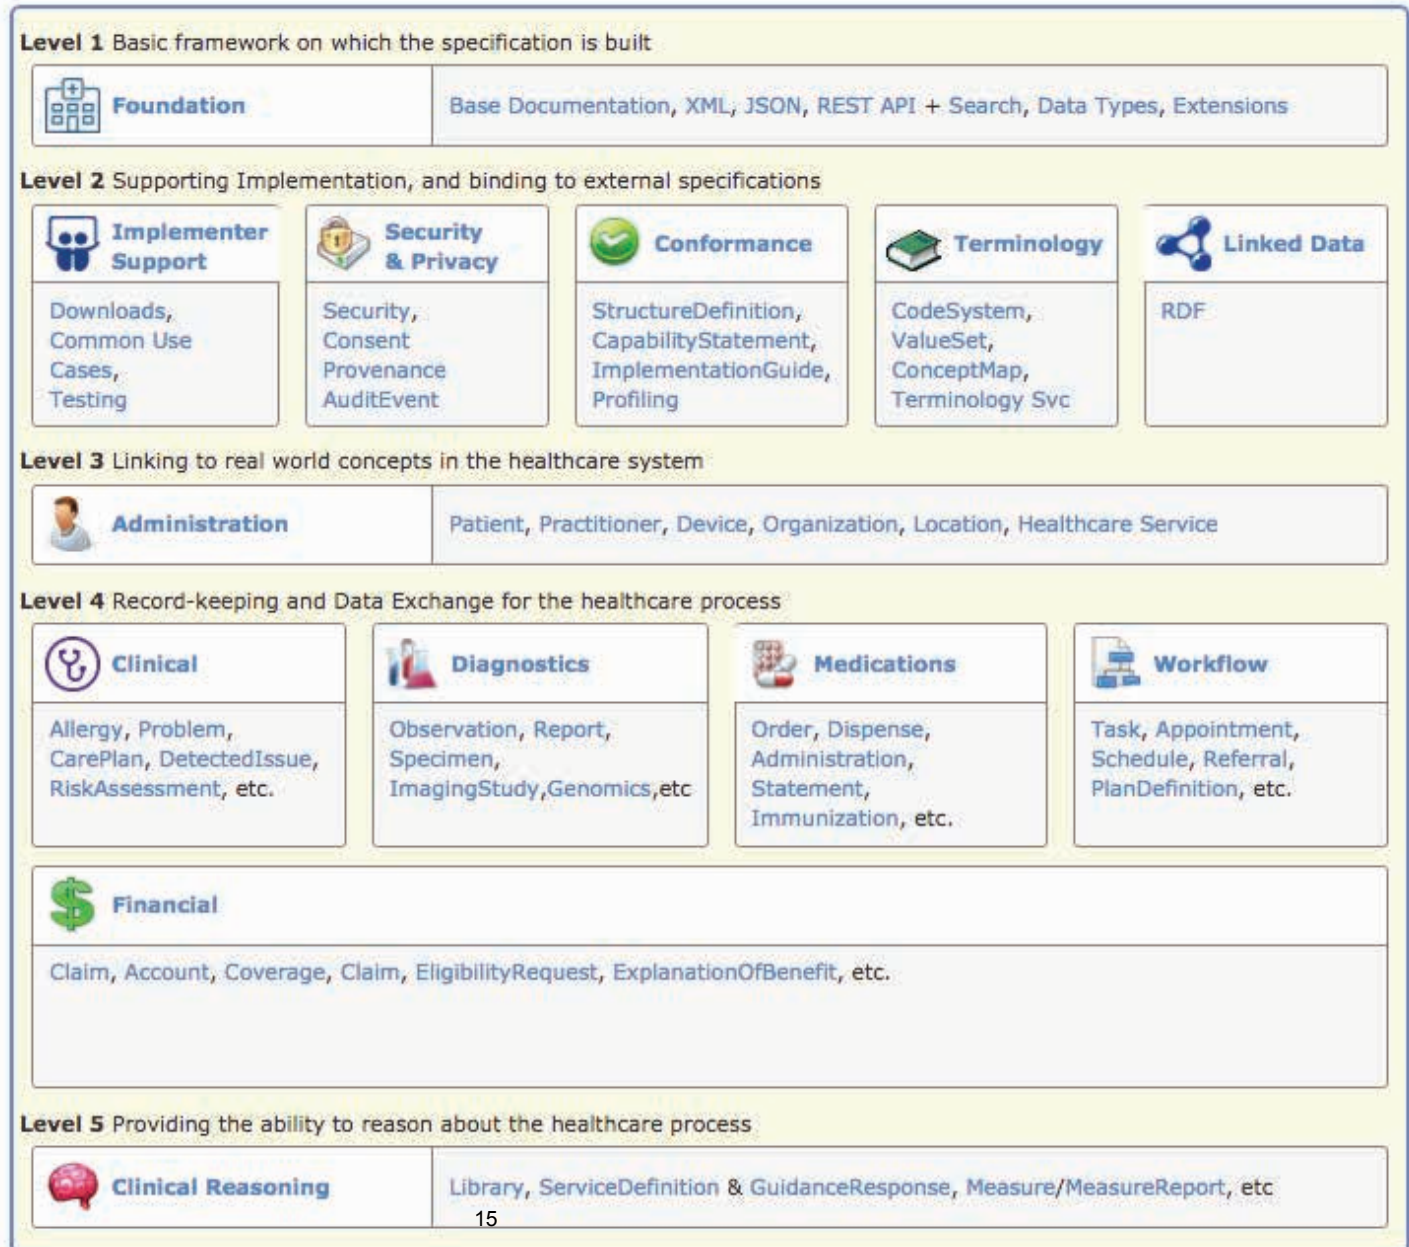 Level 1 Basic framework on which the specification is built
Foundation
Base Documentation, XML, JSON, REST API + Search, Data Types, Extensions
Level 2 Supporting Implementation, and binding to external specifications
Implementer
Support
Downloads,
Common Use
Cases,
Testing
Security
& Privacy
Security,
Consent
Provenance
AuditEvent
Conformance
StructureDefinition,
CapabilityStatement,
ImplementationGuide,
Profiling
Terminology
CodeSystem,
ValueSet,
ConceptMap,
Terminology Svc
Linked Data
RDF
Level 3 Linking to real world concepts in the healthcare system
Administration
Patient, Practitioner, Device, Organization, Location, Healthcare Service
Level 4 Record-keeping and Data Exchange for the healthcare process
Clinical
Allergy, Problem,
CarePlan, DetectedIssue,
RiskAssessment, etc.
Diagnostics
Observation, Report,
Specimen,
ImagingStudy,Genomics,etc
Medications
Order, Dispense,
Administration,
Statement,
Immunization, etc.
Workflow
Task, Appointment,
Schedule, Referral,
PlanDefinition, etc.
Financial
Claim, Account, Coverage, Claim, EligibilityRequest, ExplanationOfBenefit, etc.
Level 5 Providing the ability to reason about the healthcare process
Clinical Reasoning
Library, ServiceDefinition & GuidanceResponse, Measure/MeasureReport, etc
15